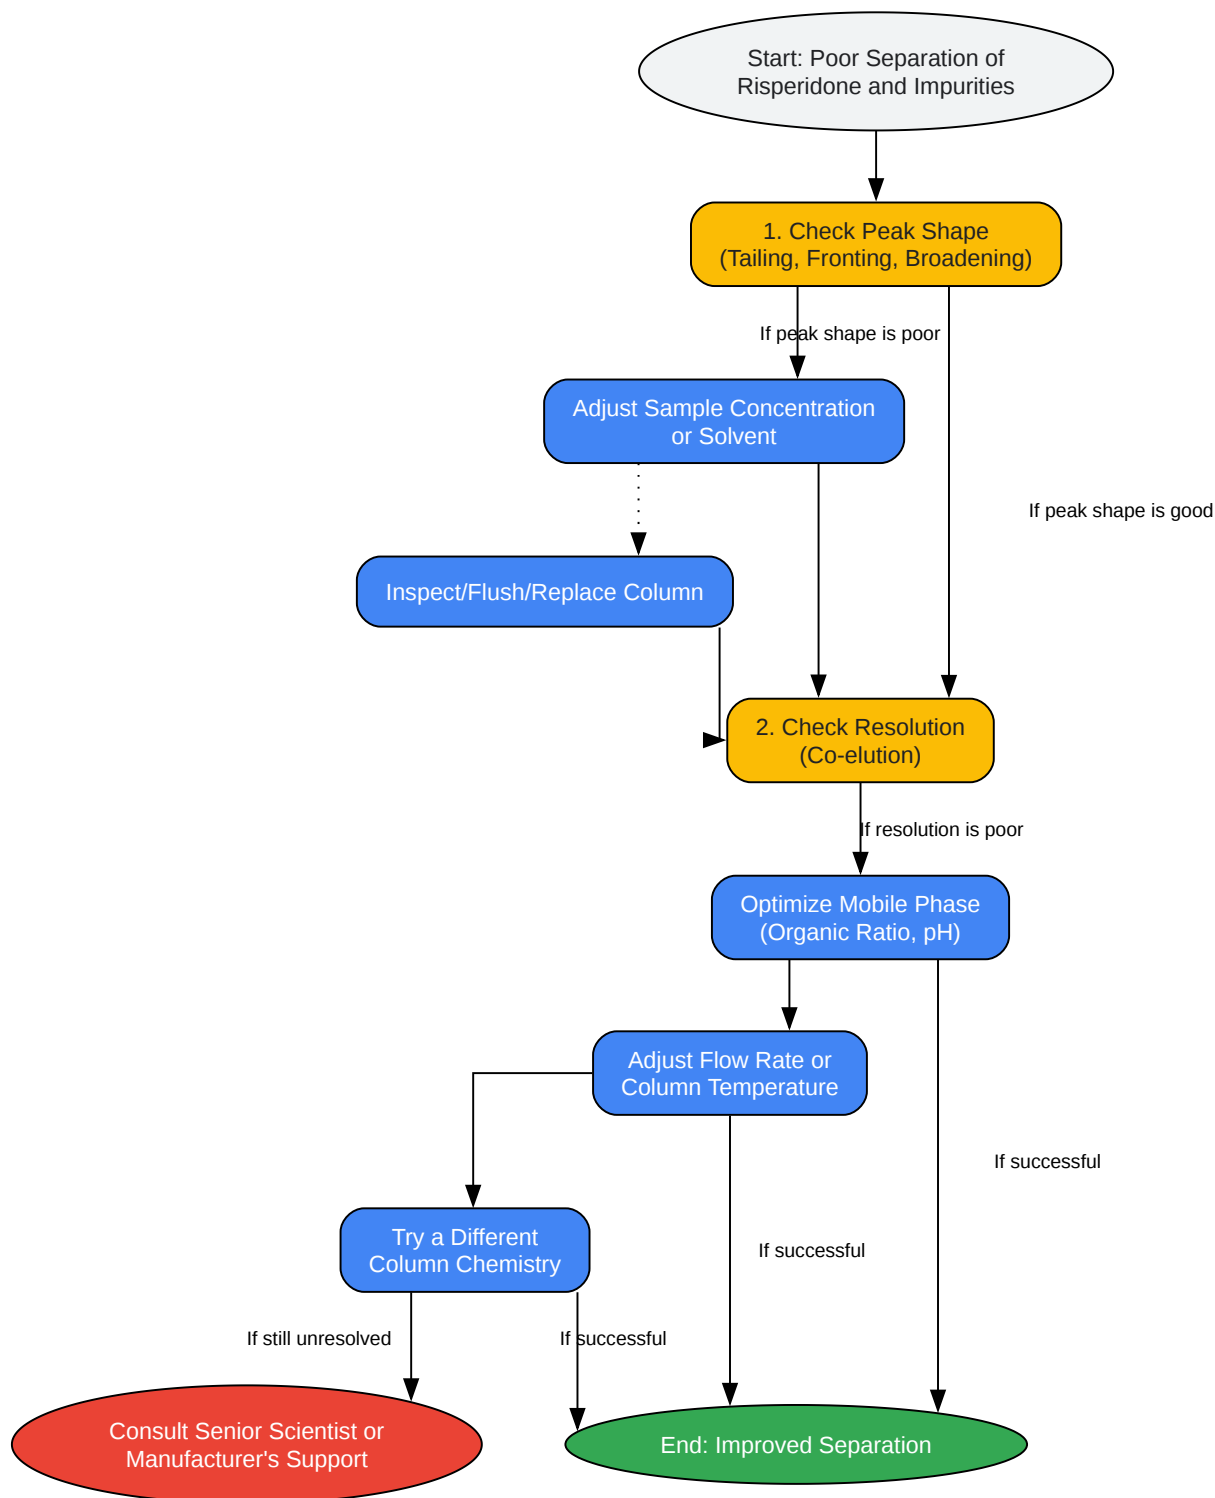 Start: Poor Separation of
Risperidone and Impurities
1. Check Peak Shape
(Tailing, Fronting, Broadening)
If peak shape is poor
Adjust Sample Concentration
or Solvent
If peak shape is good
Inspect/Flush/Replace Column
2. Check Resolution
(Co-elution)
If resolution is poor
Optimize Mobile Phase
(Organic Ratio, pH)
Adjust Flow Rate or
Column Temperature
If successful
Try a Different
Column Chemistry
If successful
If still unresolved
If successful
Consult Senior Scientist or
Manufacturer's Support
End: Improved Separation